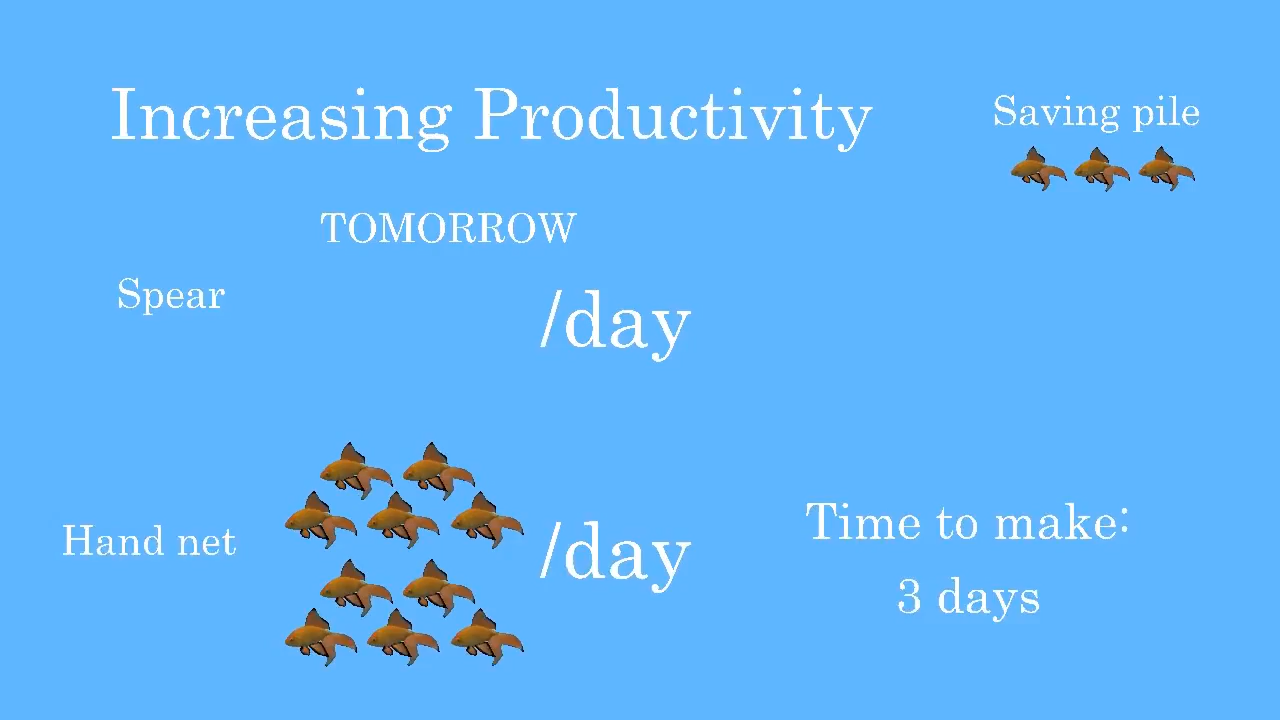 Increasing Productivity
Saving pile
TOMORROW
Spear
/day
Hand net
/day
Time to make:
3 days